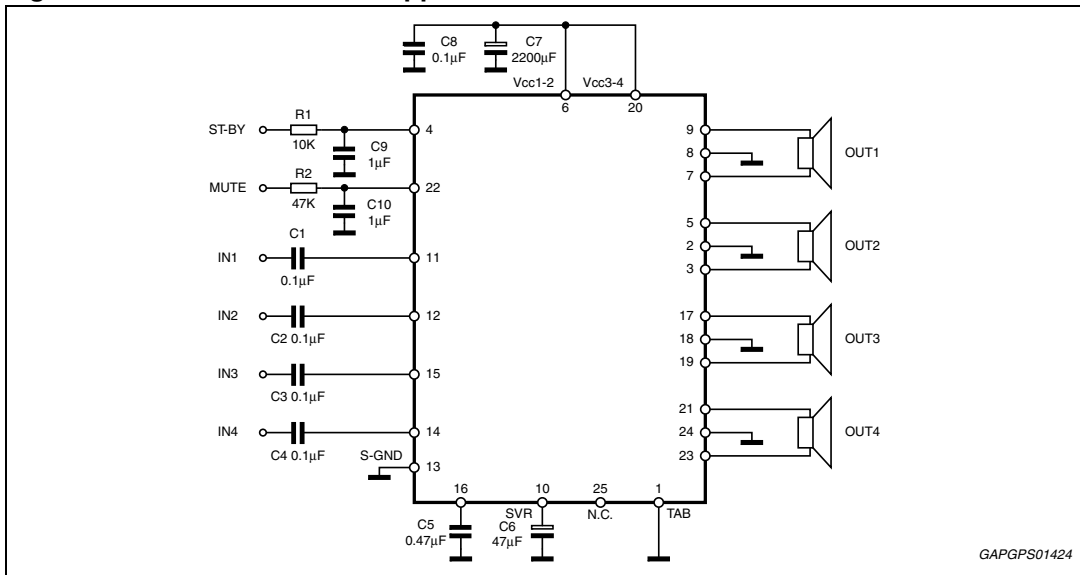 C8
0.1µF
C7
2200µF
Vcc1-2
Vcc3-4
6
20
ST-BY
R1
10K
C9
1µF
4
MUTE
R2
47K
C10
1µF
22
IN1
C1
0.1µF
11
IN2
C2 0.1µF
12
IN3
C3 0.1µF
15
IN4
C4 0.1µF
14
S-GND
13
16
10
25
1
C5
0.47µF
SVR
C6
47µF
N.C.
TAB
9
8
7
OUT1
5
2
3
OUT2
17
18
19
OUT3
21
24
23
OUT4
GAPGPS01424